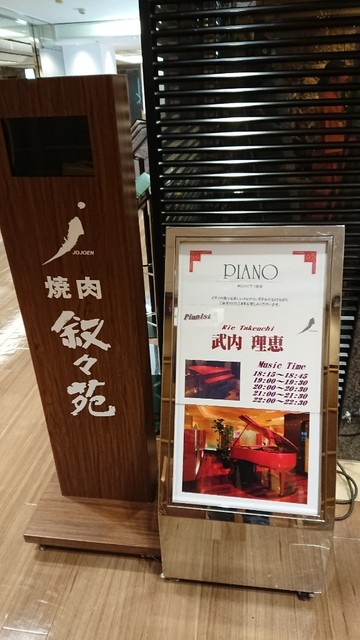 JOJOEN
焼肉
叙々苑
PIANO
Pianist
Rie Takeuchi
武内 理恵
Music Time
18:15～18:45
19:00～19:30
20:00～20:30
21:00～21:30
22:00～22:30